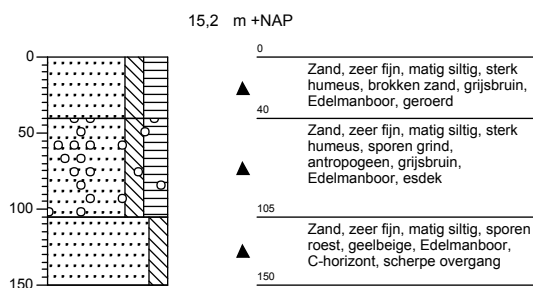 15,2 m +NAP
0
50
100
150
0
Zand, zeer fijn, matig siltig, sterk
humeus, brokken zand, grijsbruin,
Edelmanboor, geroerd
40
Zand, zeer fijn, matig siltig, sterk
humeus, sporen grind,
antropogeen, grijsbruin,
Edelmanboor, esdek
105
Zand, zeer fijn, matig siltig, sporen
roest, geelbeige, Edelmanboor,
C-horizont, scherpe overgang
150